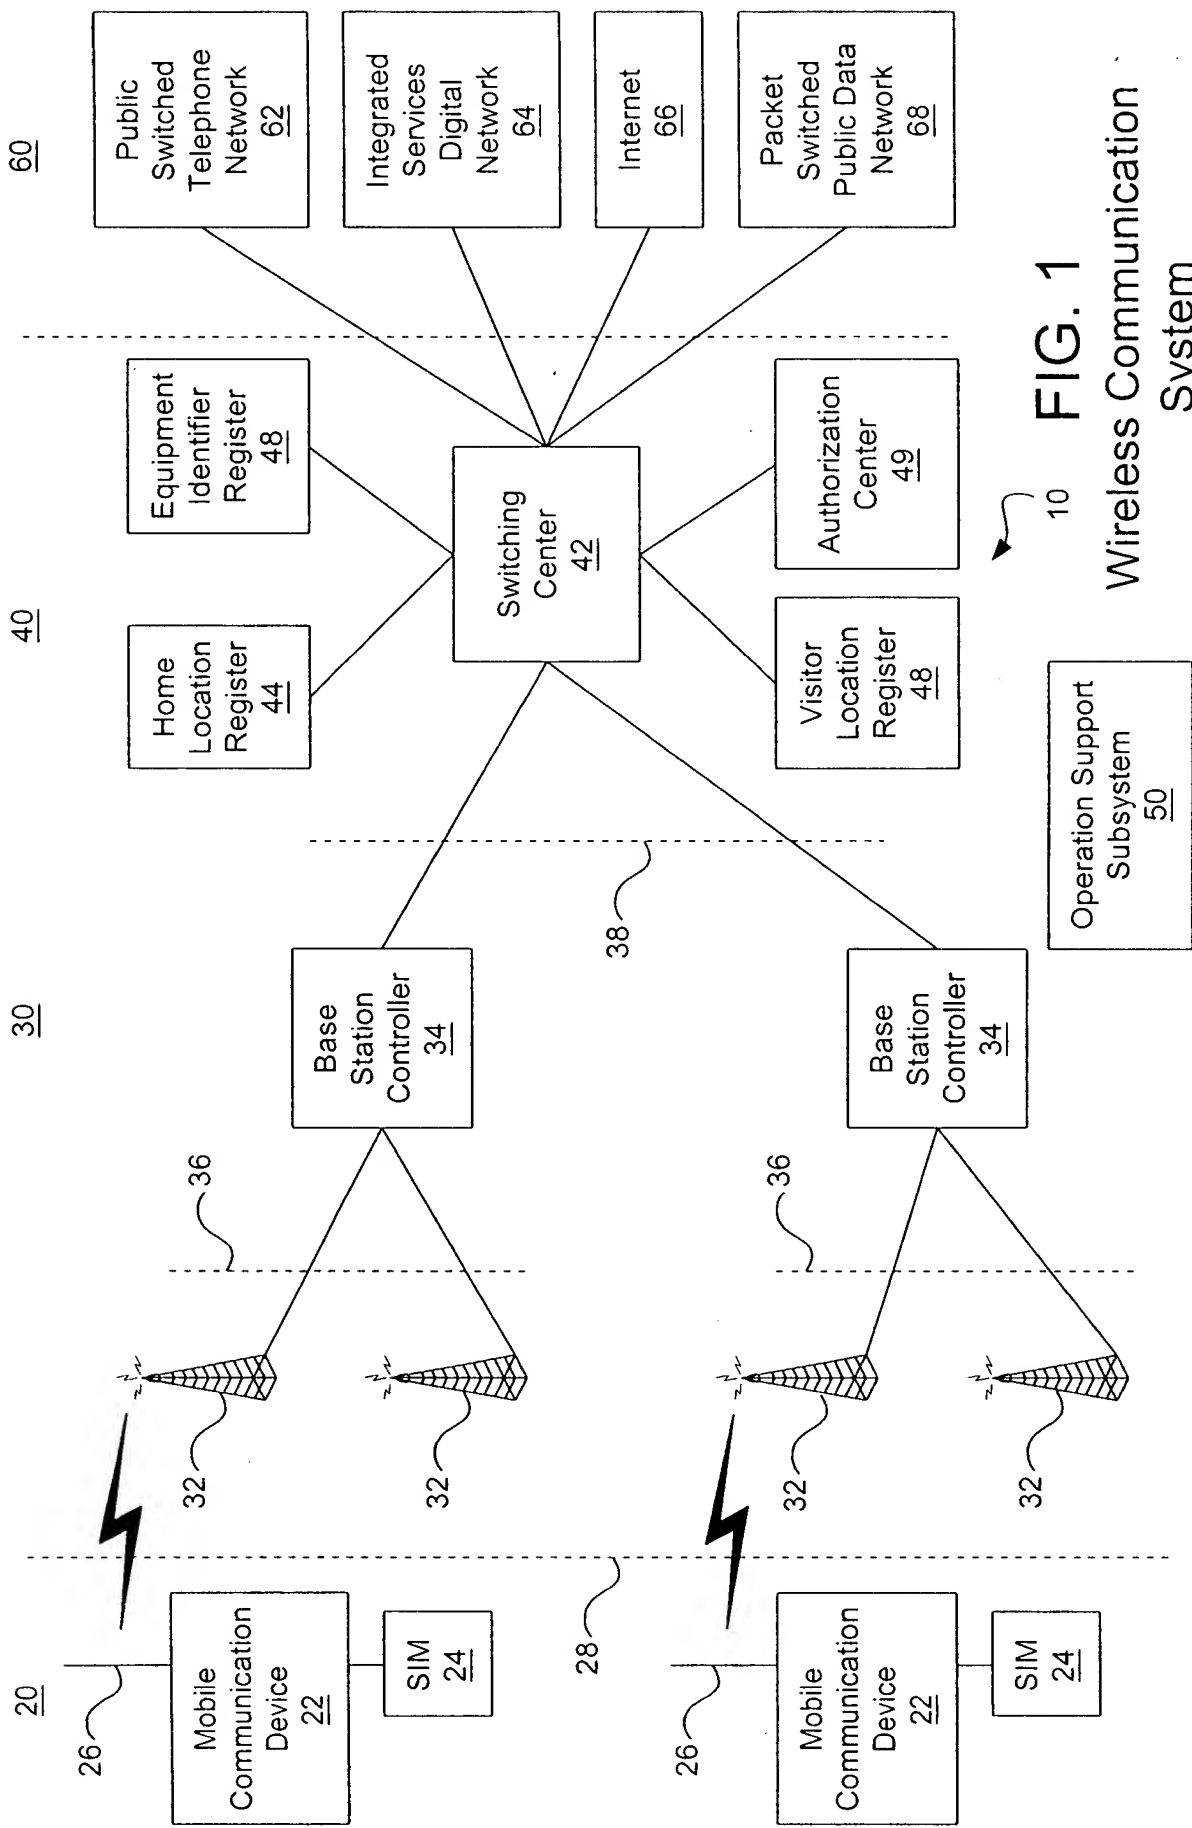 20
30
40
60
26
Mobile
Communication
Device
22
SIM
24
32
32
36
Base
Station
Controller
34
Home
Location
Register
44
Equipment
Identifier
Register
48
Public
Switched
Telephone
Network
62
Integrated
Services
Digital
Network
64
Switching
Center
42
Internet
66
28
38
26
Mobile
Communication
Device
22
SIM
24
32
32
36
Base
Station
Controller
34
Visitor
Location
Register
48
Authorization
Center
49
Packet
Switched
Public Data
Network
68
Operation Support
Subsystem
50
10
FIG. 1
Wireless Communication
System